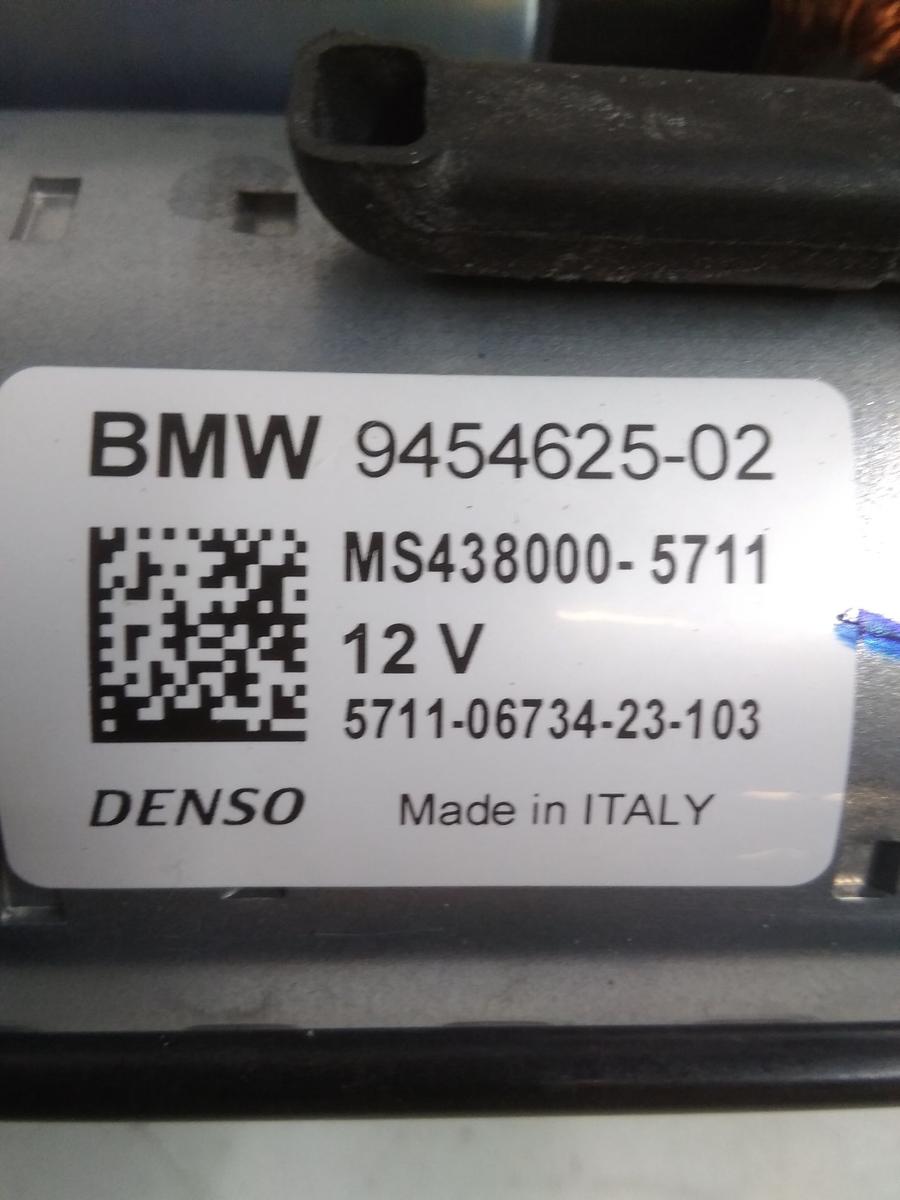 BMW 9454625-02
MS438000-5711
12 V
5711-06734-23-103
DENSO Made in ITALY